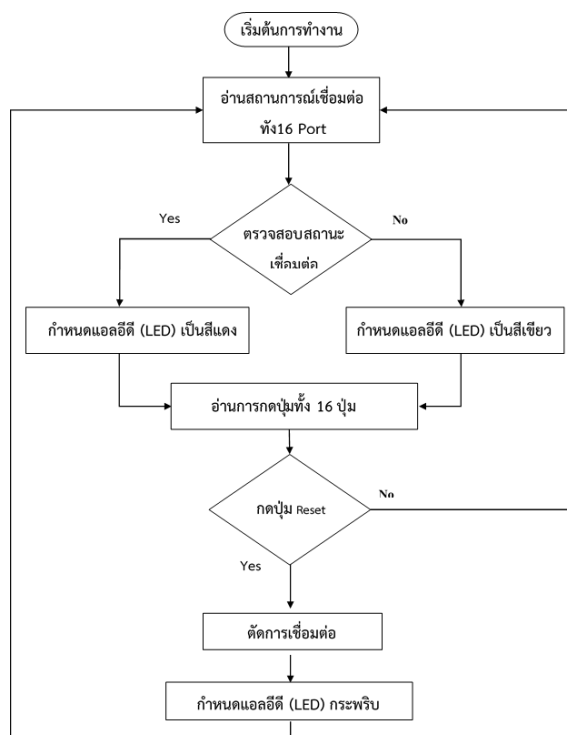 เริ่มต้นการทำงาน
อ่านสถานการณ์เชื่อมต่อ
ทัง16 Port
Yes
ตรวจสอบสถานะ
เชื่อมต่อ
No
กำหนดแอลอีดี (LED) เป็นสีแดง
กำหนดแอลอีดี (LED) เป็นสีเขียว
อ่านการกดปุ่มทั้ง 16 ปุ่ม
กดปุ่ม Reset
No
Yes
ตัดการเชื่อมต่อ
กำหนดแอลอีดี (LED) กระพริบ